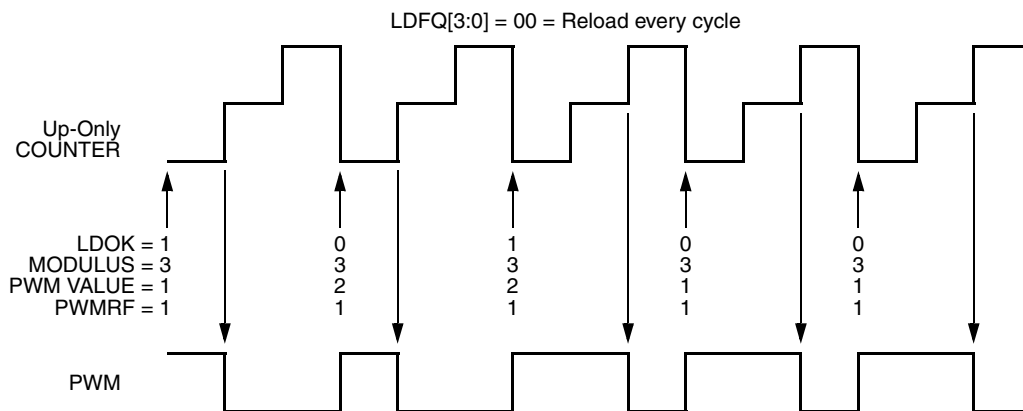 LDFQ[3:0] = 00 = Reload every cycle
Up-Only
COUNTER
LDOK = 1 0 1 0 0
MODULUS = 3 3 3 3 3
PWM VALUE = 1 2 2 1 1
PWMRF = 1 1 1 1 1
PWM